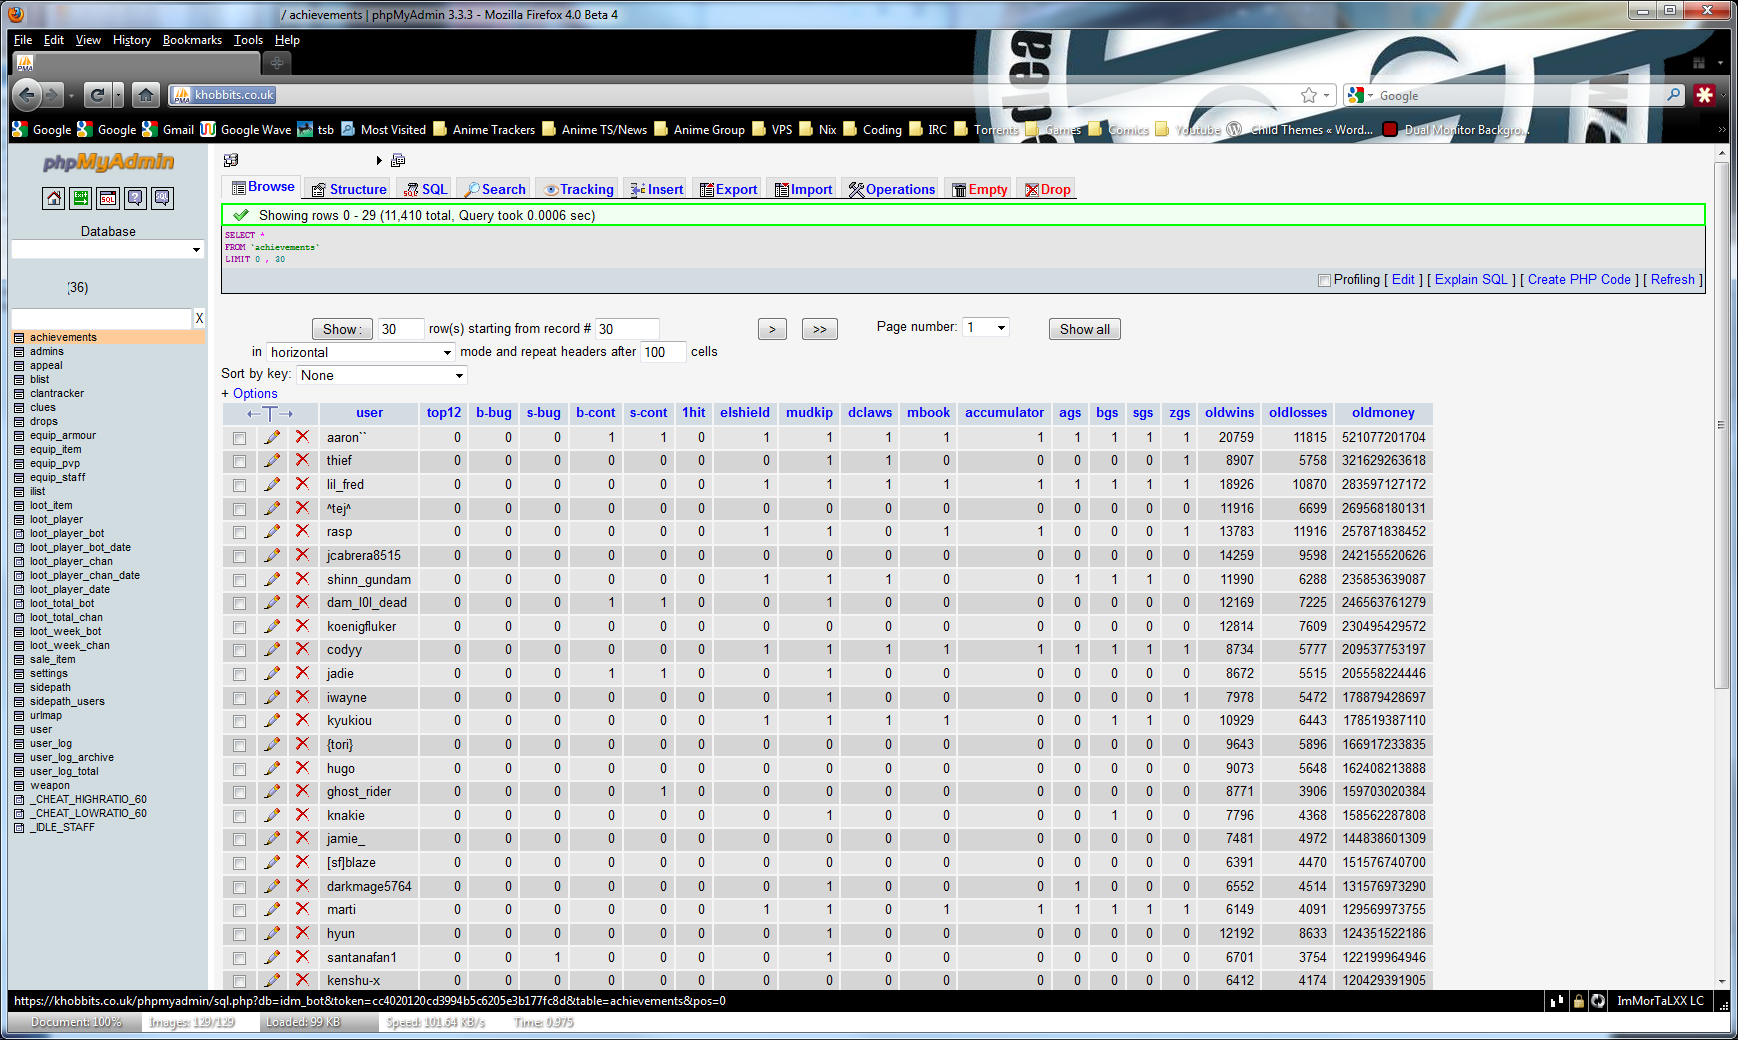 / achievements | phpMyAdmin 3.3.3 - Mozilla Firefox 4.0 Beta 4
File Edit View History Bookmarks Tools Help
khobbits.co.uk
Google
Google Google Gmail Google Wave tsb Most Visited Anime Trackers Anime TS/News Anime Group VPS Nix Coding IRC Torrents Games Comics Youtube Child Themes « Word... Dual Monitor Backgro...
phpMyAdmin
Database
(36)
X
achievements
admins
appeal
blist
clantracker
clues
drops
equip_armour
equip_item
equip_pvp
equip_staff
ilist
loot_item
loot_player
loot_player_bot
loot_player_bot_date
loot_player_chan
loot_player_chan_date
loot_player_date
loot_total_bot
loot_total_chan
loot_week_bot
loot_week_chan
sale_item
settings
sidepath
sidepath_users
urlmap
user
user_log
user_log_archive
user_log_total
weapon
_CHEAT_HIGHRATIO_60
_CHEAT_LOWRATIO_60
_IDLE_STAFF
Browse Structure SQL Search Tracking Insert Export Import Operations Empty Drop
Showing rows 0 - 29 (11,410 total, Query took 0.0006 sec)
SELECT *
FROM `achievements`
LIMIT 0 , 30
Profiling [ Edit ] [ Explain SQL ] [ Create PHP Code ] [ Refresh ]
Show : 30 row(s) starting from record # 30 > >> Page number: 1 Show all
in horizontal mode and repeat headers after 100 cells
Sort by key: None
+ Options
user top12 b-bug s-bug b-cont s-cont 1hit elshield mudkip dclaws mbook accumulator ags bgs sgs zgs oldwins oldlosses oldmoney
aaron`` 0 0 0 1 1 0 1 1 1 1 1 1 1 1 1 20759 11815 521077201704
thief 0 0 0 0 0 0 0 1 1 0 0 0 0 0 1 8907 5758 321629263618
lil_fred 0 0 0 0 0 0 1 1 1 1 1 1 1 1 1 18926 10870 283597127172
^tej^ 0 0 0 0 0 0 0 0 0 0 0 0 0 0 0 11916 6699 269568180131
rasp 0 0 0 0 0 0 1 1 0 1 1 0 0 0 1 13783 11916 257871838452
jcabrera8515 0 0 0 0 0 0 0 0 0 0 0 0 0 0 0 14259 9598 242155520626
shinn_gundam 0 0 0 0 0 0 1 1 1 0 0 1 1 1 0 11990 6288 235853639087
dam_l0l_dead 0 0 0 1 1 0 0 1 0 0 0 0 0 0 0 12169 7225 246563761279
koenigfluker 0 0 0 0 0 0 0 0 0 0 0 0 0 0 0 12814 7609 230495429572
codyy 0 0 0 0 0 0 1 1 1 1 1 1 1 1 1 8734 5777 209537753197
jadie 0 0 0 1 1 0 0 1 0 0 0 0 0 0 0 8672 5515 205558224446
iwayne 0 0 0 0 0 0 0 1 0 0 0 0 0 0 1 7978 5472 178879428697
kyukiou 0 0 0 0 0 0 1 1 1 1 0 0 1 1 0 10929 6443 178519387110
{tori} 0 0 0 0 0 0 0 0 0 0 0 0 0 0 0 9643 5896 166917233835
hugo 0 0 0 0 0 0 0 0 0 0 0 0 0 0 0 9073 5648 162408213888
ghost_rider 0 0 0 0 1 0 0 0 0 0 0 0 0 0 0 8771 3906 159703020384
knakie 0 0 0 0 0 0 0 1 0 0 0 0 1 0 0 7796 4368 158562287808
jamie_ 0 0 0 0 0 0 0 0 0 0 0 0 0 0 0 7481 4972 144838601309
[sf]blaze 0 0 0 0 0 0 0 0 0 0 0 0 0 0 0 6391 4470 151576740700
darkmage5764 0 0 0 0 0 0 0 1 0 0 0 1 0 0 0 6552 4514 131576973290
marti 0 0 0 0 0 0 1 1 0 1 1 1 1 1 1 6149 4091 129569973755
hyun 0 0 0 0 0 0 0 1 0 0 0 0 0 0 0 12192 8633 124351522186
santanafan1 0 0 1 0 0 0 0 1 0 0 0 0 0 0 0 6701 3754 122199964946
kenshu-x 0 0 0 0 0 0 0 0 0 0 0 0 0 0 0 6412 4174 120429391905
https://khobbits.co.uk/phpmyadmin/sql.php?db=idm_bot&token=cc4020120cd3994b5c6205e3b177fc8d&table=achievements&pos=0 ImMorTaLXX LC
Document: 100% Images: 129/129 Loaded: 99 KB Speed: 101.64 KB/s Time: 0.975